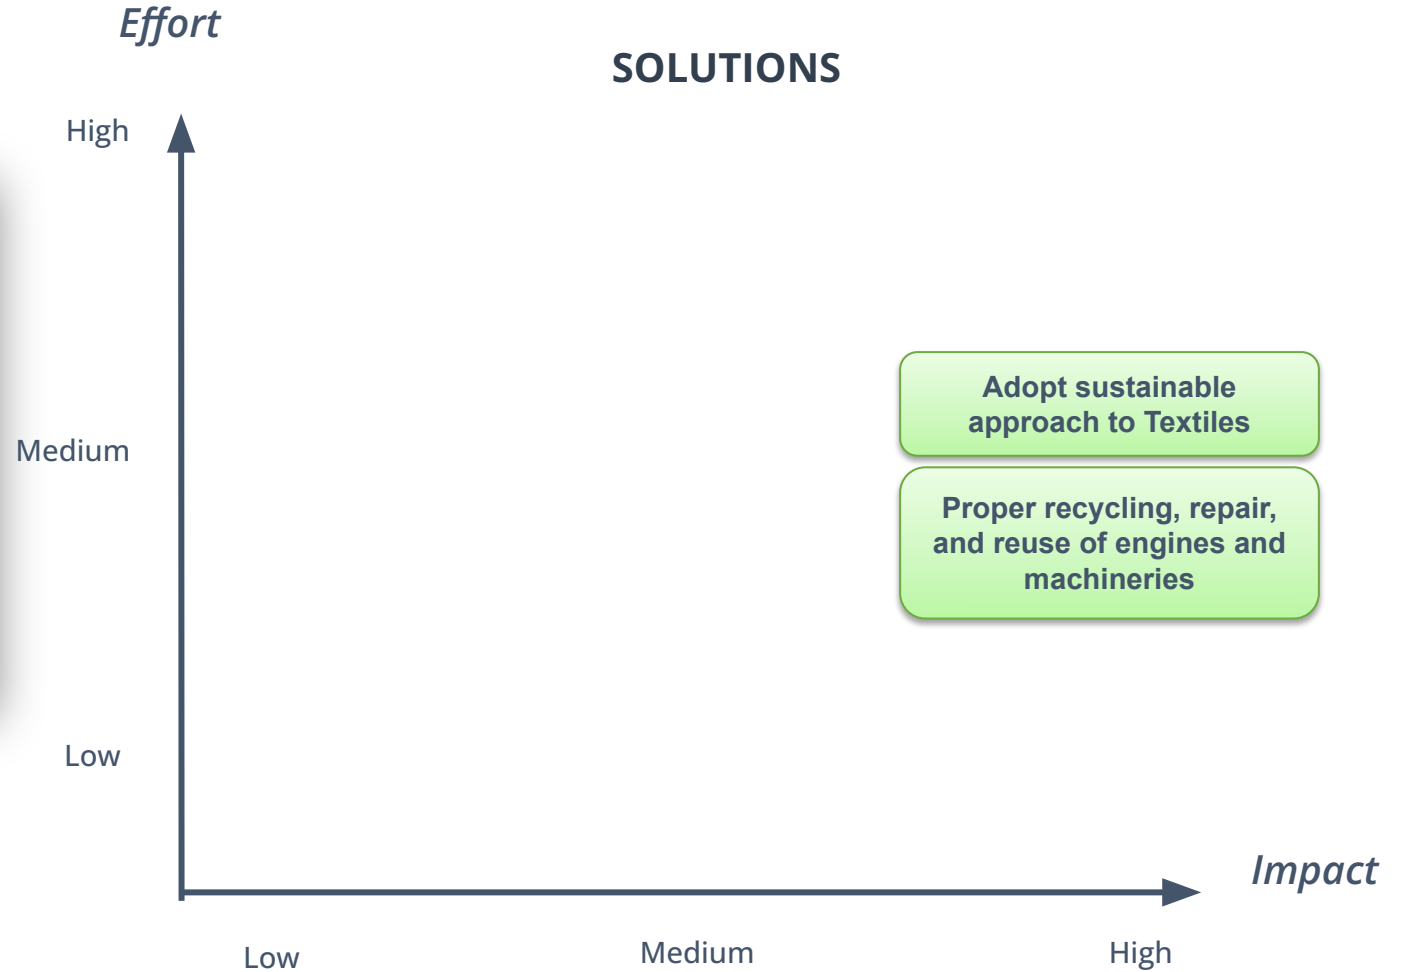 Effort
SOLUTIONS
High
Adopt sustainable
approach to Textiles
Medium
Proper recycling, repair,
and reuse of engines and
machineries
Low
Impact
Low
Medium
High